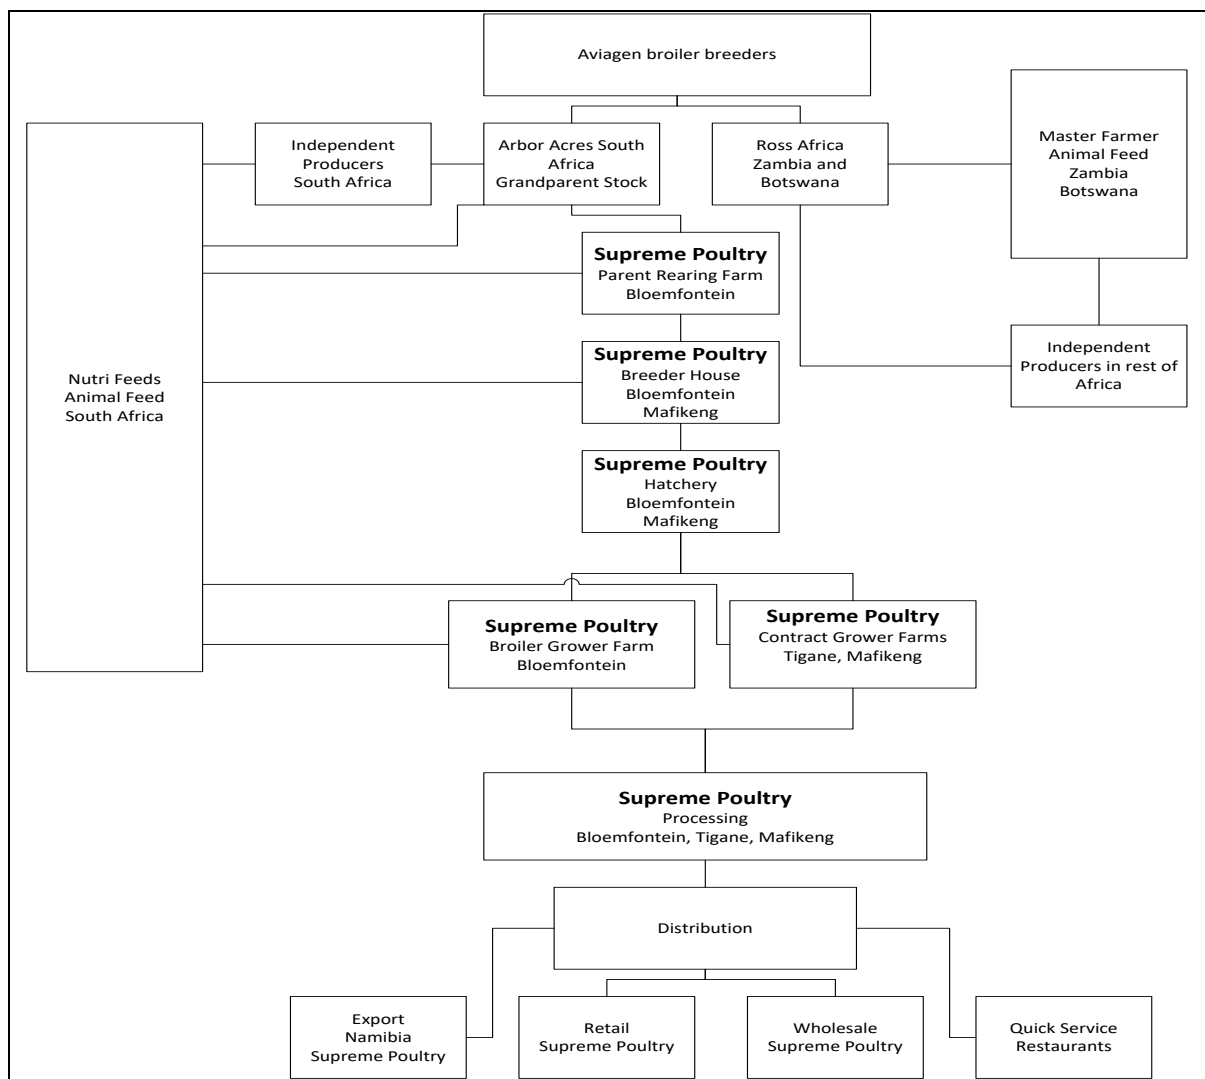 Aviagen broiler breeders
Independent
Producers
South Africa
Arbor Acres South
Africa
Grandparent Stock
Ross Africa
Zambia and
Botswana
Master Farmer
Animal Feed
Zambia
Botswana
Supreme Poultry
Parent Rearing Farm
Bloemfontein
Nutri Feeds
Animal Feed
South Africa
Supreme Poultry
Breeder House
Bloemfontein
Mafikeng
Independent
Producers in rest of
Africa
Supreme Poultry
Hatchery
Bloemfontein
Mafikeng
Supreme Poultry
Broiler Grower Farm
Bloemfontein
Supreme Poultry
Contract Grower Farms
Tigane, Mafikeng
Supreme Poultry
Processing
Bloemfontein, Tigane, Mafikeng
Distribution
Export
Namibia
Supreme Poultry
Retail
Supreme Poultry
Wholesale
Supreme Poultry
Quick Service
Restaurants